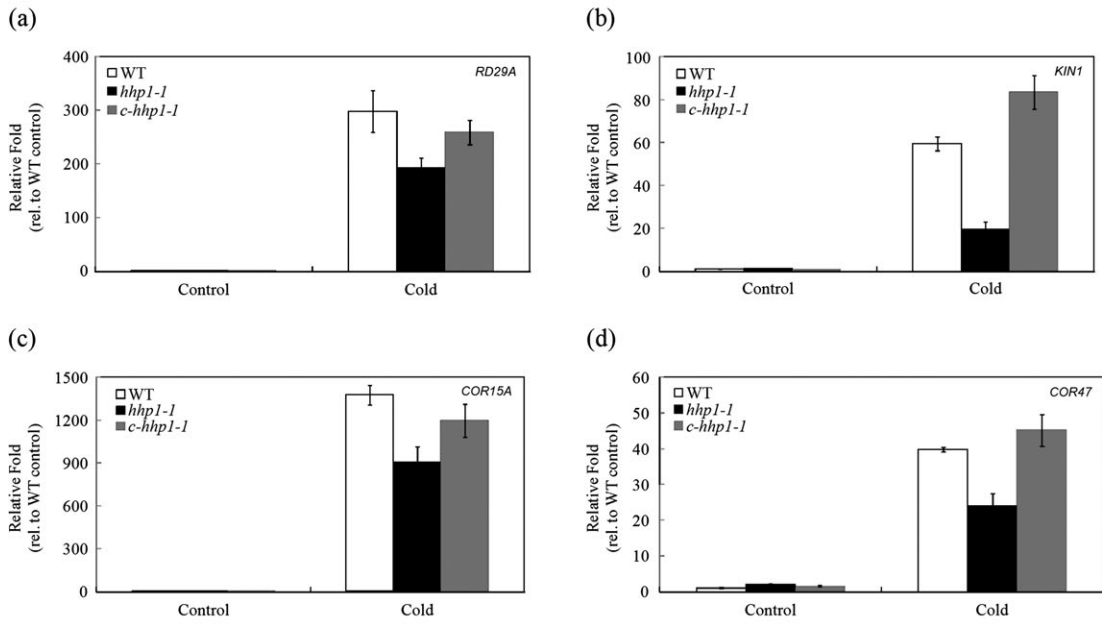 (a)
Relative Fold
(rel. to WT control)
400
300
200
100
0
WT
hhp1-1
c-hhp1-1
RD29A
Control
Cold
(b)
Relative Fold
(rel. to WT control)
100
80
60
40
20
0
WT
hhp1-1
c-hhp1-1
KIN1
Control
Cold
(c)
Relative Fold
(rel. to WT control)
1500
1200
900
600
300
0
WT
hhp1-1
c-hhp1-1
COR15A
Control
Cold
(d)
Relative Fold
(rel. to WT control)
60
50
40
30
20
10
0
WT
hhp1-1
c-hhp1-1
COR47
Control
Cold